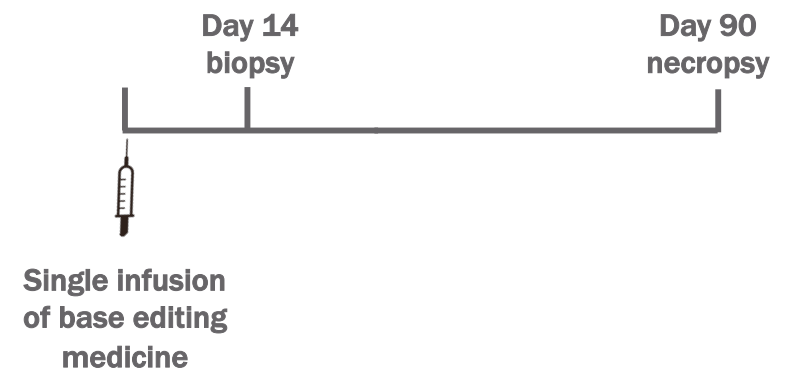 Day 14
biopsy
Day 90
necropsy
Single infusion
of base editing
medicine